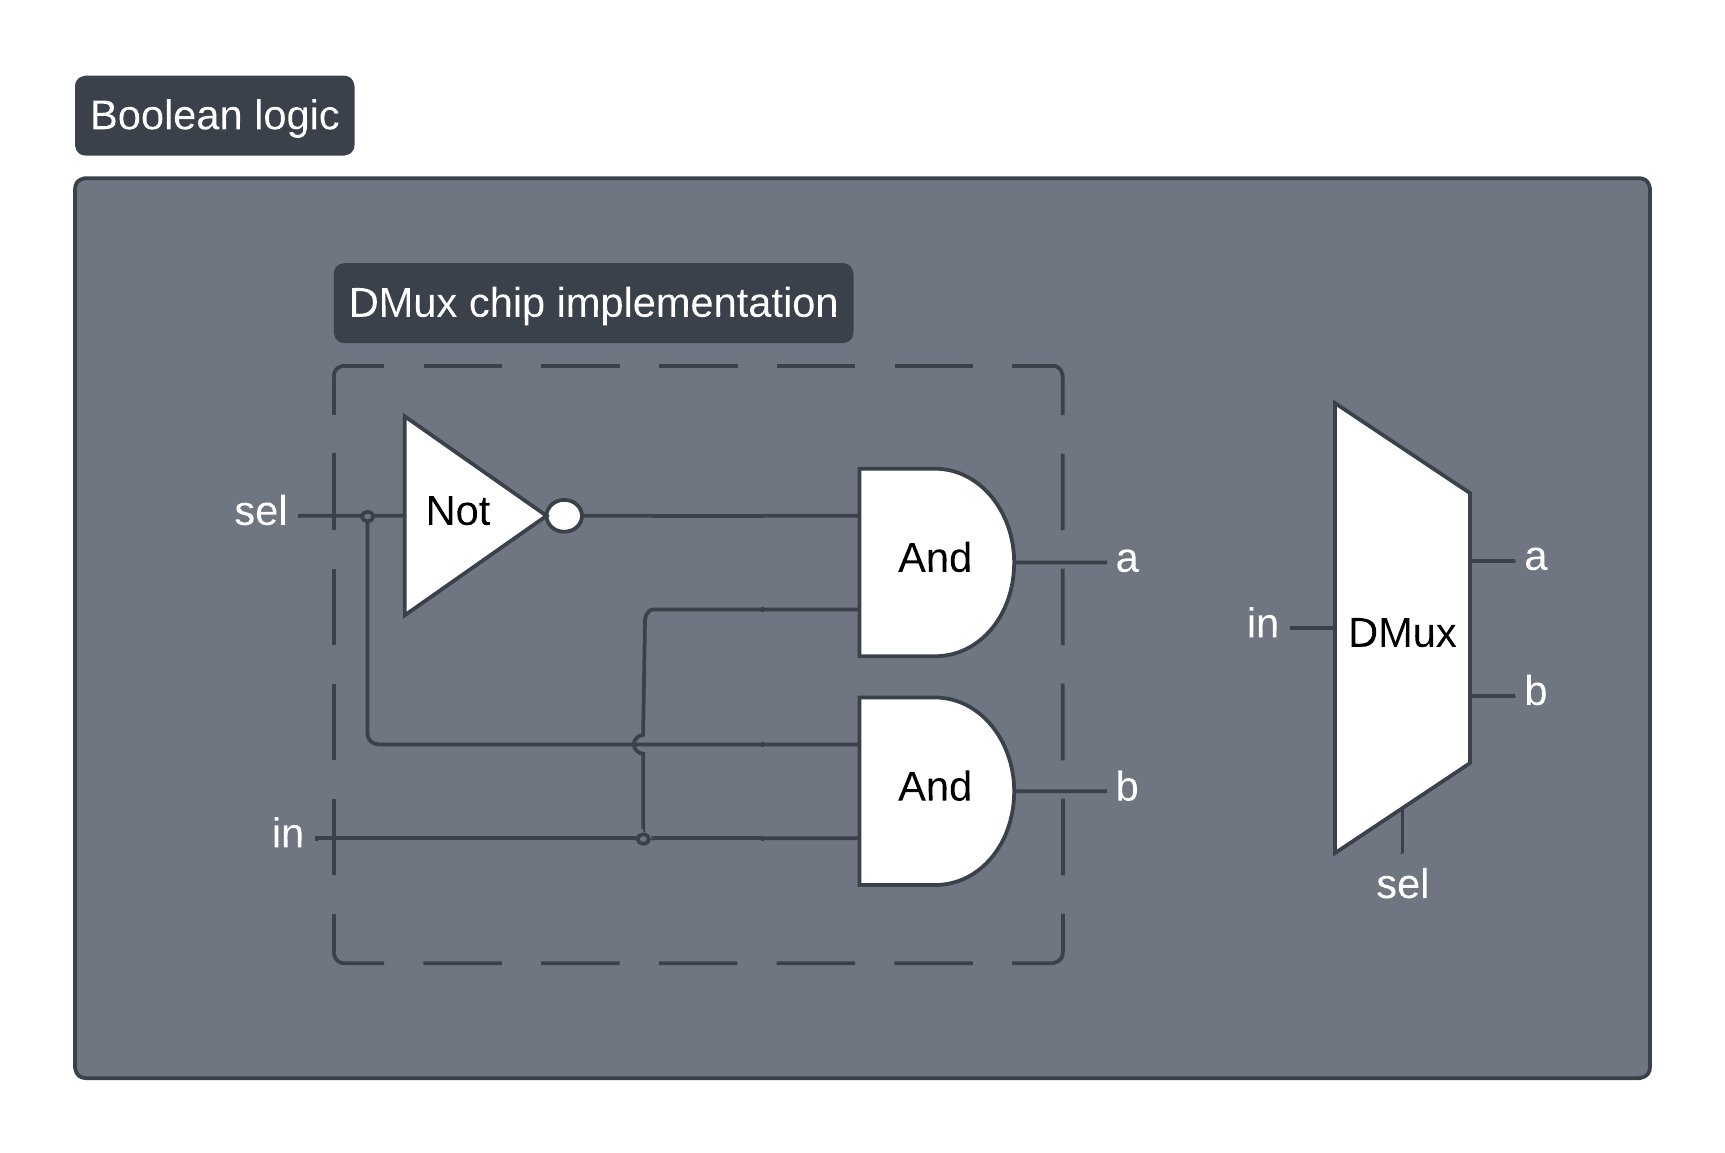 Boolean logic
DMux chip implementation
sel
Not
And
a
And
b
in
in
DMux
a
b
sel